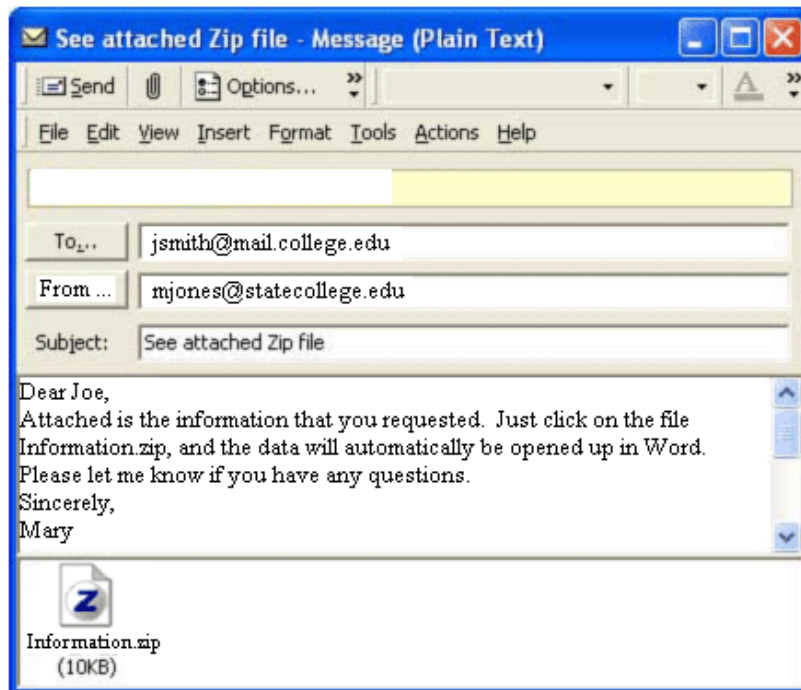 See attached Zip file - Message (Plain Text)
Send Options...
A
File Edit View Insert Format Tools Actions Help
To... jsmith@mail.college.edu
From ... mjones@statecollege.edu
Subject: See attached Zip file
Dear Joe,
Attached is the information that you requested. Just click on the file
Information.zip, and the data will automatically be opened up in Word.
Please let me know if you have any questions.
Sincerely,
Mary
Z
Information.zip
(10KB)